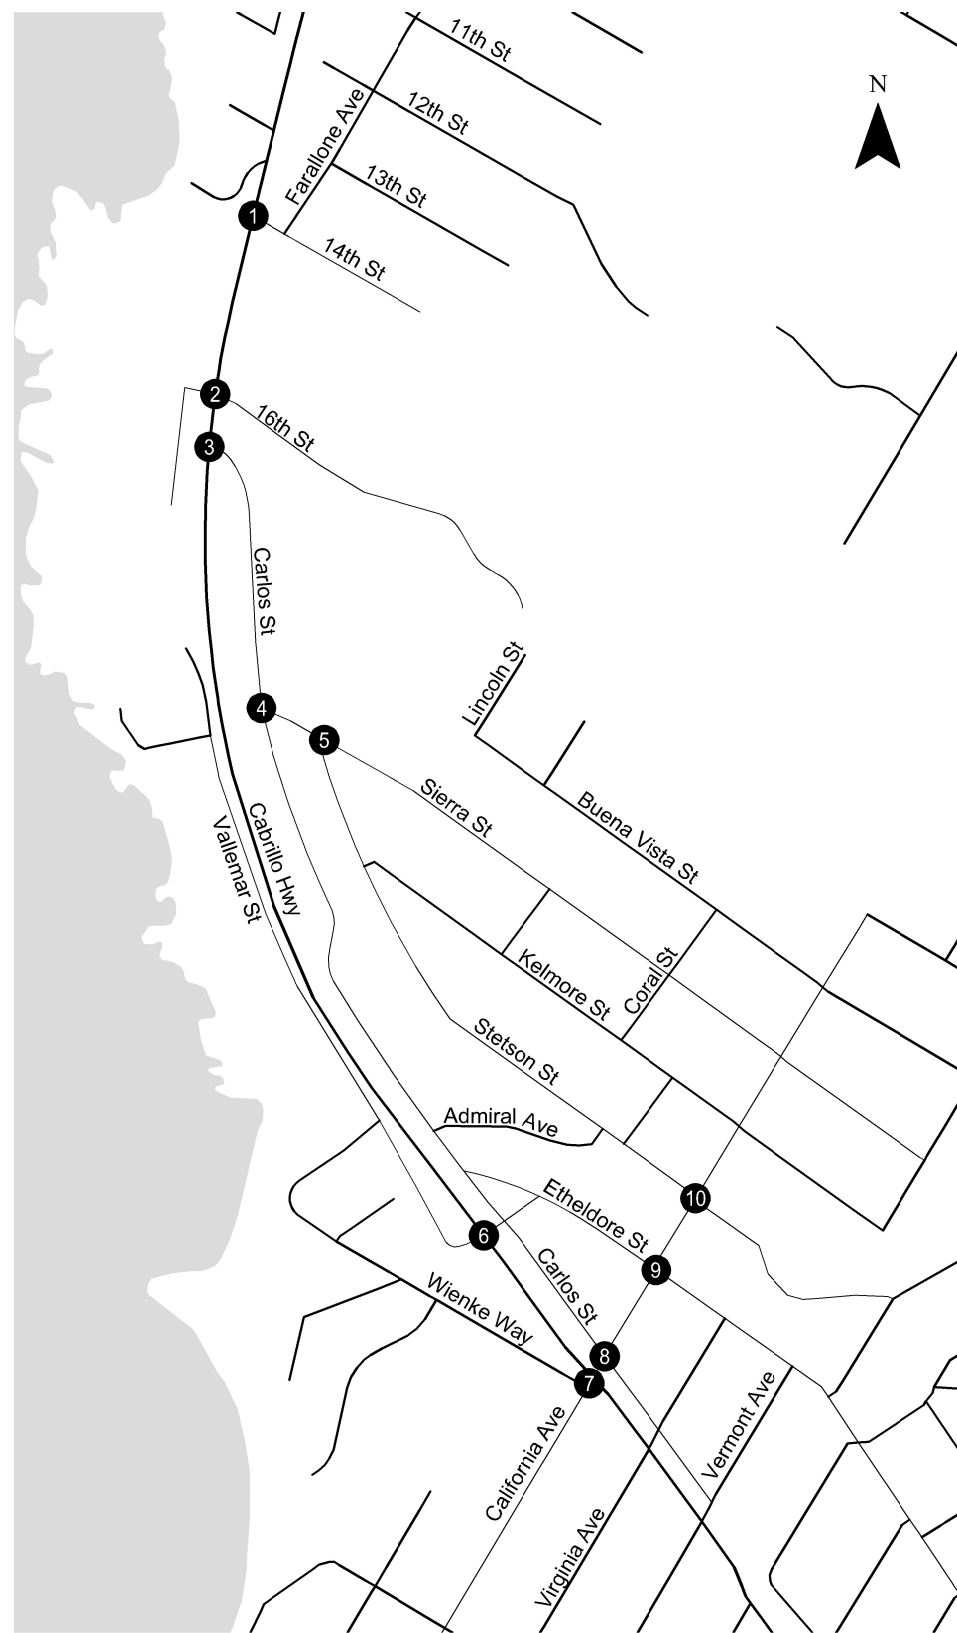 11th St
N
12th St
Farallone Ave
13th St
1
14th St
2
16th St
3
Carlos St
Lincoln St
4
5
Sierra St
Buena Vista St
Cabrillo Hwy
Vallemar St
Kelmore St
Coral St
Stetson St
Admiral Ave
Etheldore St
10
6
9
Carlos St
Wienke Way
8
7
California Ave
Vermont Ave
Virginia Ave